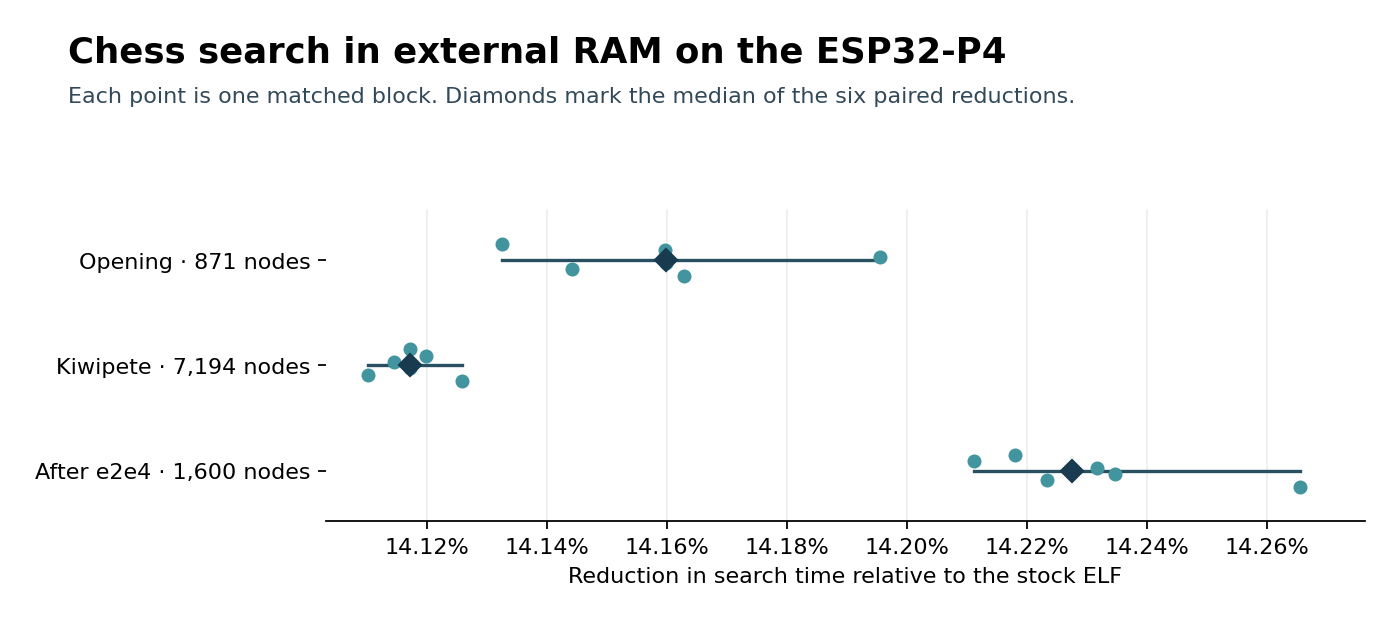 Chess search in external RAM on the ESP32-P4
Each point is one matched block. Diamonds mark the median of the six paired reductions.
Opening · 871 nodes
Kiwipete · 7,194 nodes
After e2e4 · 1,600 nodes
14.12% 14.14% 14.16% 14.18% 14.20% 14.22% 14.24% 14.26%
Reduction in search time relative to the stock ELF